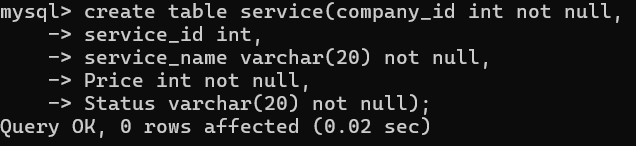 mysql> create table service(company_id int not null,
    -> service_id int,
    -> service_name varchar(20) not null,
    -> Price int not null,
    -> Status varchar(20) not null);
Query OK, 0 rows affected (0.02 sec)